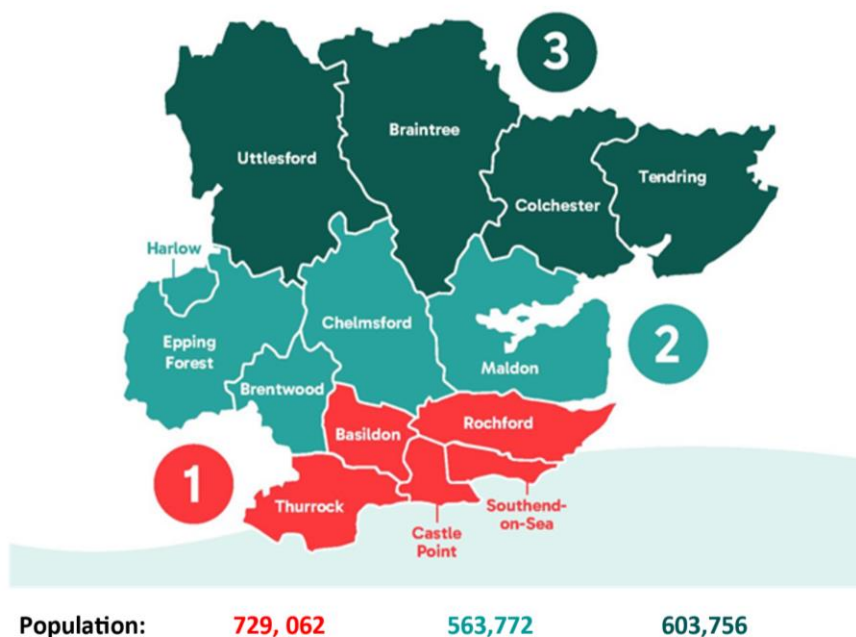 3
Braintree
Uttlesford
Tendring
Colchester
Harlow
Chelmsford
Epping
Forest
2
Maldon
Brentwood
Rochford
Basildon
1
Thurrock
Southend-
on-Sea
Castle
Point
Population: 729, 062 563,772 603,756